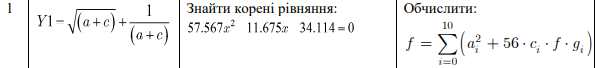 1
Y1=√(a+c)+1/(a+c)
Знайти корені рівняння:
57.567x² 11.675x 34.114=0
Обчислити:
f = ∑_{i=0}^{10} (a_i² + 56 · c_i · f · g_i)